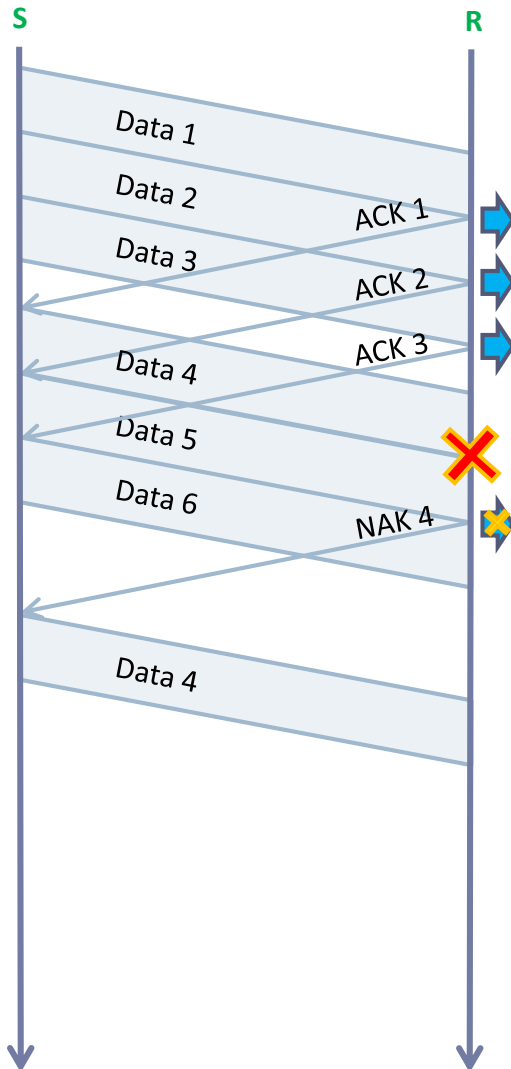 S
R
Data 1
Data 2
ACK 1
Data 3
ACK 2
ACK 3
Data 4
Data 5
Data 6
NAK 4
Data 4